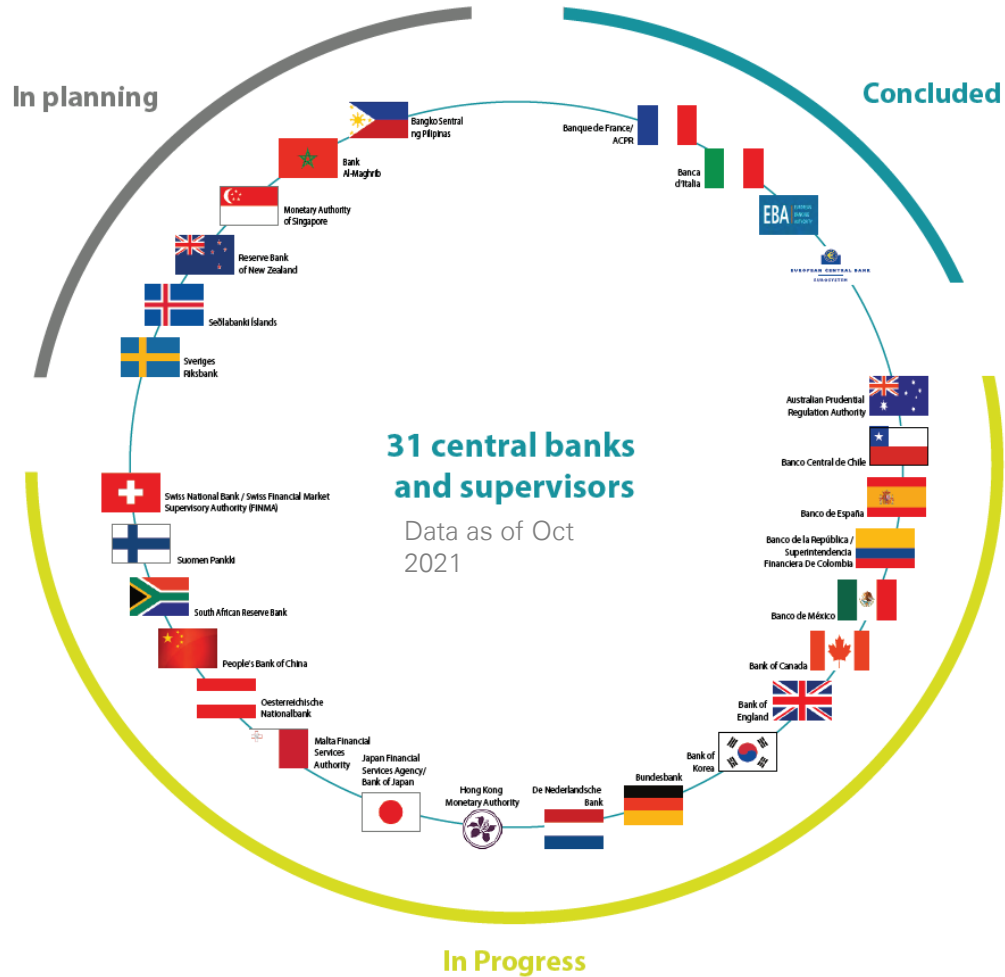 In planning
Concluded
Bangko Sentral
ng Pilipinas
Bank
Al-Maghrib
Monetary Authority
of Singapore
Reserve Bank
of New Zealand
Seðlabanki Íslands
Sveriges
Riksbank
Banque de France/
ACPR
Banca
d'Italia
EBA
EUROPEAN
BANKING
AUTHORITY
EUROPEAN CENTRAL BANK
EUROSYSTEM
Australian Prudential
Regulation Authority
Banco Central de Chile
Banco de España
Banco de la República /
Superintendencia
Financiera De Colombia
Banco de México
Bank of Canada
Bank of
England
Bank of
Korea
Bundesbank
De Nederlandsche
Bank
Hong Kong
Monetary Authority
Japan Financial
Services Agency/
Bank of Japan
Malta Financial
Services
Authority
Oesterreichische
Nationalbank
People's Bank of China
South African Reserve Bank
Suomen Pankki
Swiss National Bank / Swiss Financial Market
Supervisory Authority (FINMA)
31 central banks
and supervisors
Data as of Oct
2021
In Progress